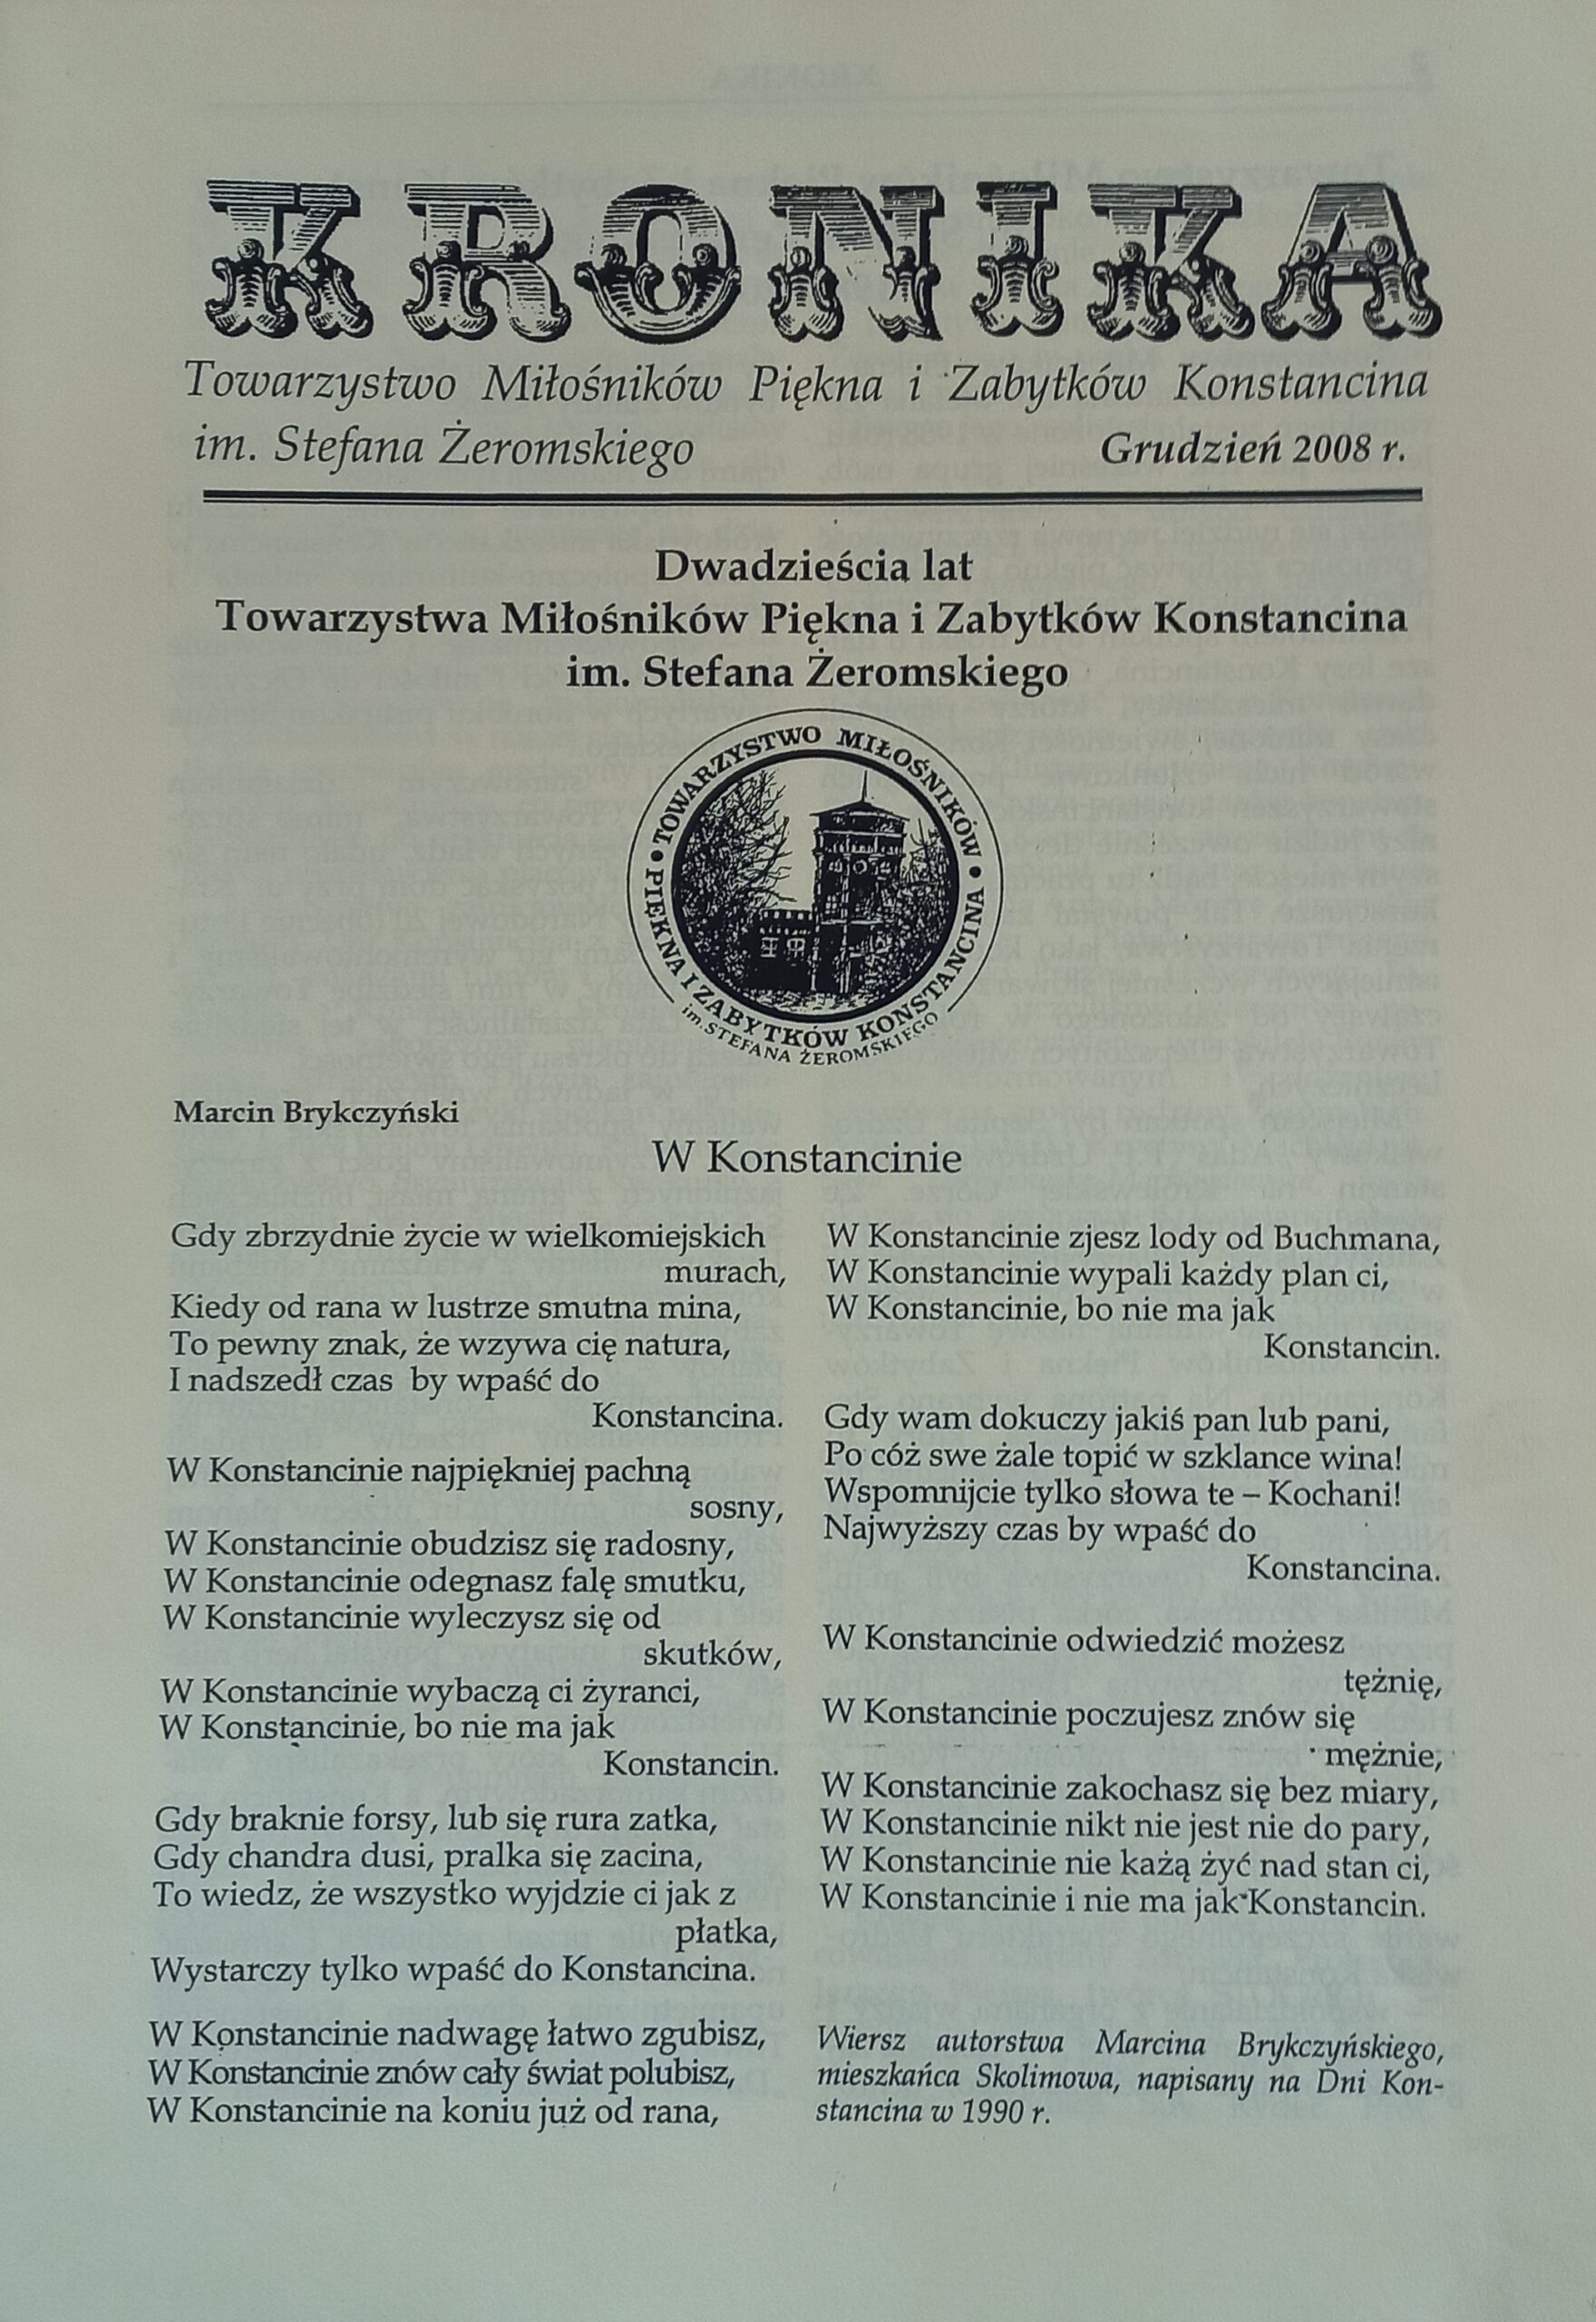 KRONIKA
Towarzystwo Miłośników Piękna i Zabytków Konstancina
im. Stefana Żeromskiego Grudzień 2008 r.
Dwadzieścia lat
Towarzystwa Miłośników Piękna i Zabytków Konstancina
im. Stefana Żeromskiego
• TOWARZYSTWO MIŁOŚNIKÓW •
PIĘKNA I ZABYTKÓW KONSTANCINA
im. STEFANA ŻEROMSKIEGO
Marcin Brykczyński
W Konstancinie
Gdy zbrzydnie życie w wielkomiejskich
murach,
Kiedy od rana w lustrze smutna mina,
To pewny znak, że wzywa cię natura,
I nadszedł czas by wpaść do
Konstancina.
W Konstancinie najpiękniej pachną
sosny,
W Konstancinie obudzisz się radosny,
W Konstancinie odegnasz falę smutku,
W Konstancinie wyleczysz się od
skutków,
W Konstancinie wybaczą ci żyranci,
W Konstancinie, bo nie ma jak
Konstancin.
Gdy braknie forsy, lub się rura zatka,
Gdy chandra dusi, pralka się zacina,
To wiedz, że wszystko wyjdzie ci jak z
płatka,
Wystarczy tylko wpaść do Konstancina.
W Konstancinie nadwagę łatwo zgubisz,
W Konstancinie znów cały świat polubisz,
W Konstancinie na koniu już od rana,
W Konstancinie zjesz lody od Buchmana,
W Konstancinie wypali każdy plan ci,
W Konstancinie, bo nie ma jak
Konstancin.
Gdy wam dokuczy jakiś pan lub pani,
Po cóż swe żale topić w szklance wina!
Wspomnijcie tylko słowa te – Kochani!
Najwyższy czas by wpaść do
Konstancina.
W Konstancinie odwiedzić możesz
tężnię,
W Konstancinie poczujesz znów się
mężnie,
W Konstancinie zakochasz się bez miary,
W Konstancinie nikt nie jest nie do pary,
W Konstancinie nie każą żyć nad stan ci,
W Konstancinie i nie ma jak Konstancin.
Wiersz autorstwa Marcina Brykczyńskiego,
mieszkańca Skolimowa, napisany na Dni Kon-
stancina w 1990 r.